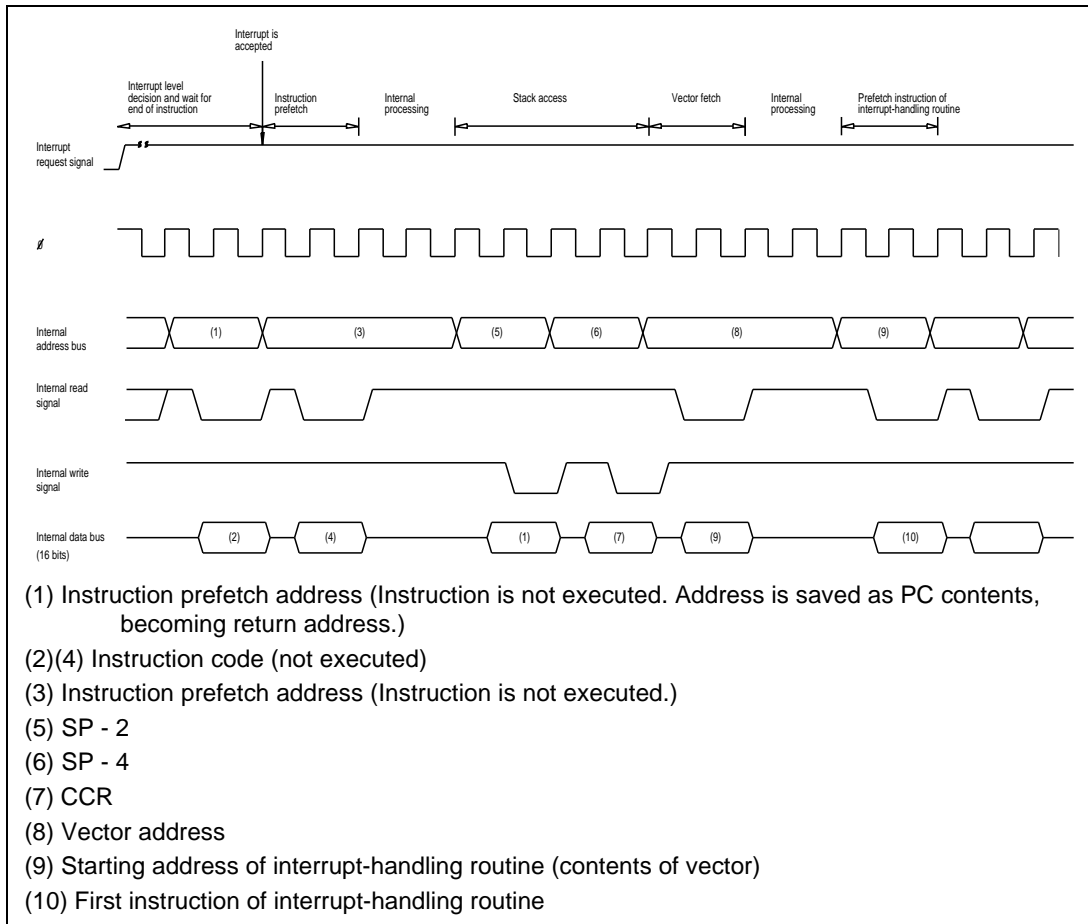 Interrupt is
accepted
Interrupt level
decision and wait for
end of instruction
Instruction
prefetch
Internal
processing
Stack access
Vector fetch
Internal
processing
Prefetch instruction of
interrupt-handling routine
Interrupt
request signal
ø
Internal
address bus
(1)
(3)
(5)
(6)
(8)
(9)
Internal read
signal
Internal write
signal
Internal data bus
(16 bits)
(2)
(4)
(1)
(7)
(9)
(10)
(1) Instruction prefetch address (Instruction is not executed. Address is saved as PC contents,
becoming return address.)
(2)(4) Instruction code (not executed)
(3) Instruction prefetch address (Instruction is not executed.)
(5) SP - 2
(6) SP - 4
(7) CCR
(8) Vector address
(9) Starting address of interrupt-handling routine (contents of vector)
(10) First instruction of interrupt-handling routine